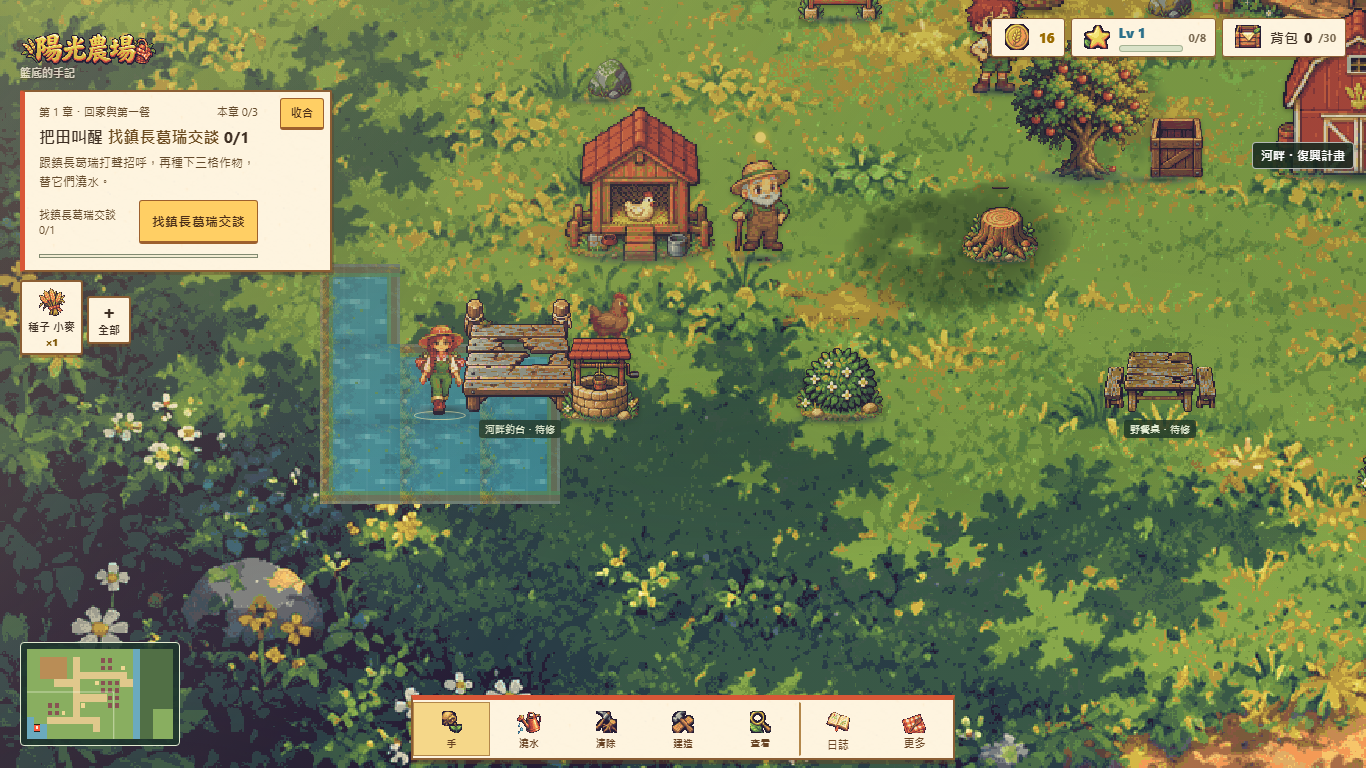 陽光農場
籃底的手記
16
Lv 1
0/8
背包 0 /30
第 1 章 · 回家與第一餐
本章 0/3
收合
把田叫醒 找鎮長葛瑞交談 0/1
跟鎮長葛瑞打聲招呼，再種下三格作物，
替它們澆水。
找鎮長葛瑞交談
0/1
找鎮長葛瑞交談
河畔・復興計畫
種子 小麥
×1
+
全部
河畔釣台 · 待修
野餐桌 · 待修
手
澆水
清除
建造
查看
日誌
更多